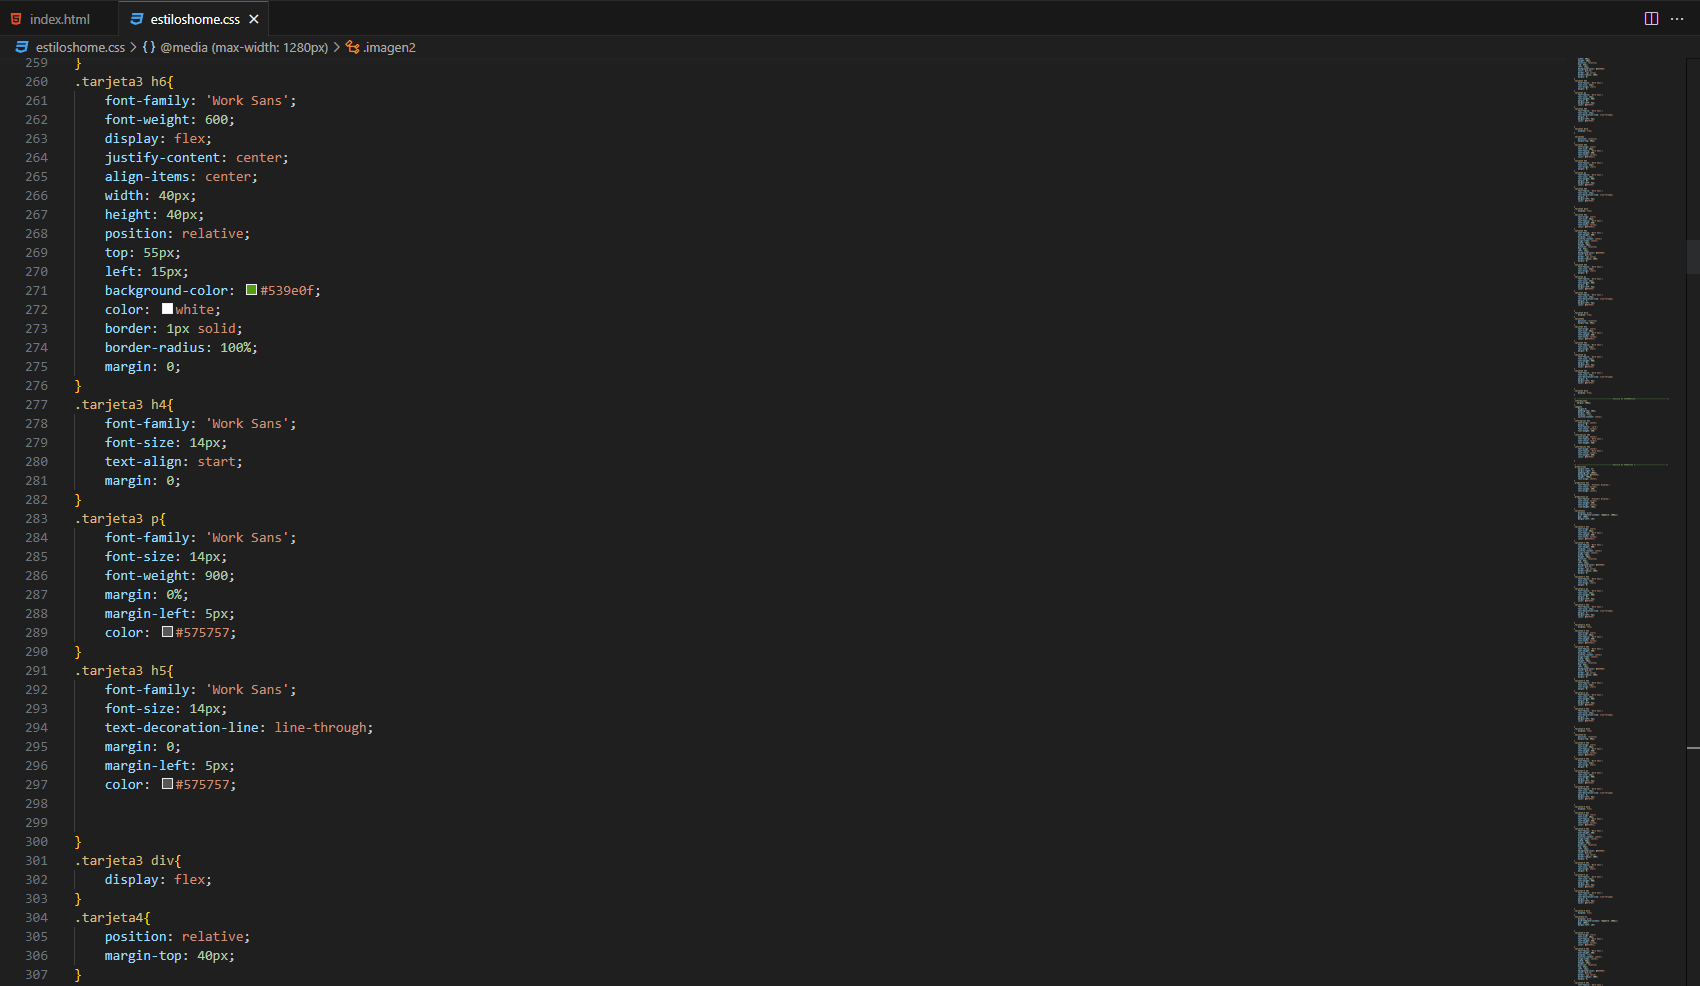 index.html
estiloshome.css
estiloshome.css > {} @media (max-width: 1280px) > .imagen2
259 }
260 .tarjeta3 h6{
261 font-family: 'Work Sans';
262 font-weight: 600;
263 display: flex;
264 justify-content: center;
265 align-items: center;
266 width: 40px;
267 height: 40px;
268 position: relative;
269 top: 55px;
270 left: 15px;
271 background-color: #539e0f;
272 color: white;
273 border: 1px solid;
274 border-radius: 100%;
275 margin: 0;
276 }
277 .tarjeta3 h4{
278 font-family: 'Work Sans';
279 font-size: 14px;
280 text-align: start;
281 margin: 0;
282 }
283 .tarjeta3 p{
284 font-family: 'Work Sans';
285 font-size: 14px;
286 font-weight: 900;
287 margin: 0%;
288 margin-left: 5px;
289 color: #575757;
290 }
291 .tarjeta3 h5{
292 font-family: 'Work Sans';
293 font-size: 14px;
294 text-decoration-line: line-through;
295 margin: 0;
296 margin-left: 5px;
297 color: #575757;
298
299
300 }
301 .tarjeta3 div{
302 display: flex;
303 }
304 .tarjeta4{
305 position: relative;
306 margin-top: 40px;
307 }